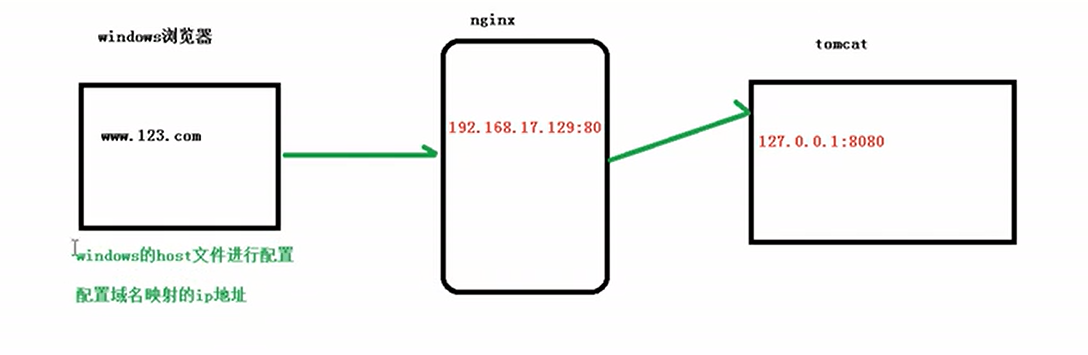 windows浏览器
nginx
tomcat
www.123.com
192.168.17.129:80
127.0.0.1:8080
windows的host文件进行配置
配置域名映射的ip地址